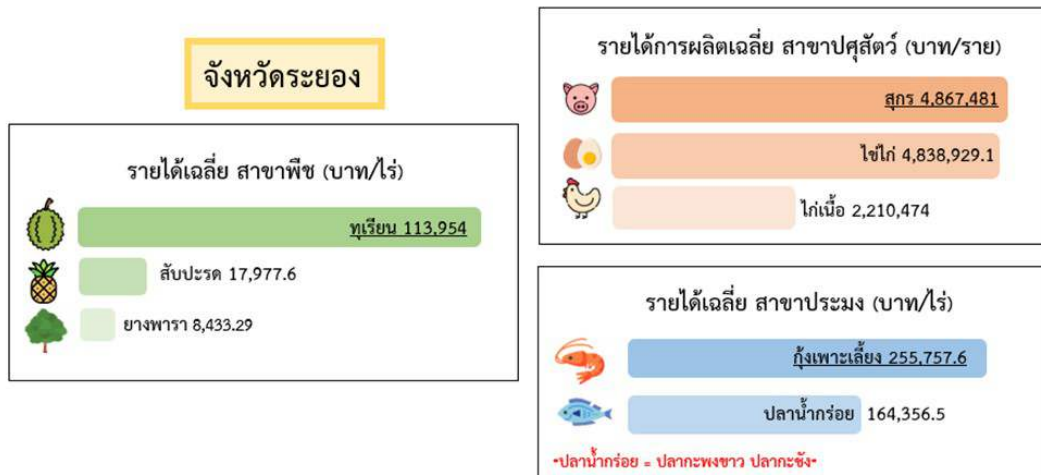 จังหวัดระยอง
รายได้เฉลี่ย สาขาพืช (บาท/ไร่)
ทุเรียน 113,954
สับปะรด 17,977.6
ยางพารา 8,433.29
รายได้การผลิตเฉลี่ย สาขาปศุสัตว์ (บาท/ราย)
สุกร 4,867,481
ไข่ไก่ 4,838,929.1
ไก่เนื้อ 2,210,474
รายได้เฉลี่ย สาขาประมง (บาท/ไร่)
กุ้งเพาะเลี้ยง 255,757.6
ปลาน้ำกร่อย 164,356.5
*ปลาน้ำกร่อย = ปลากะพงขาว ปลากะชัง*